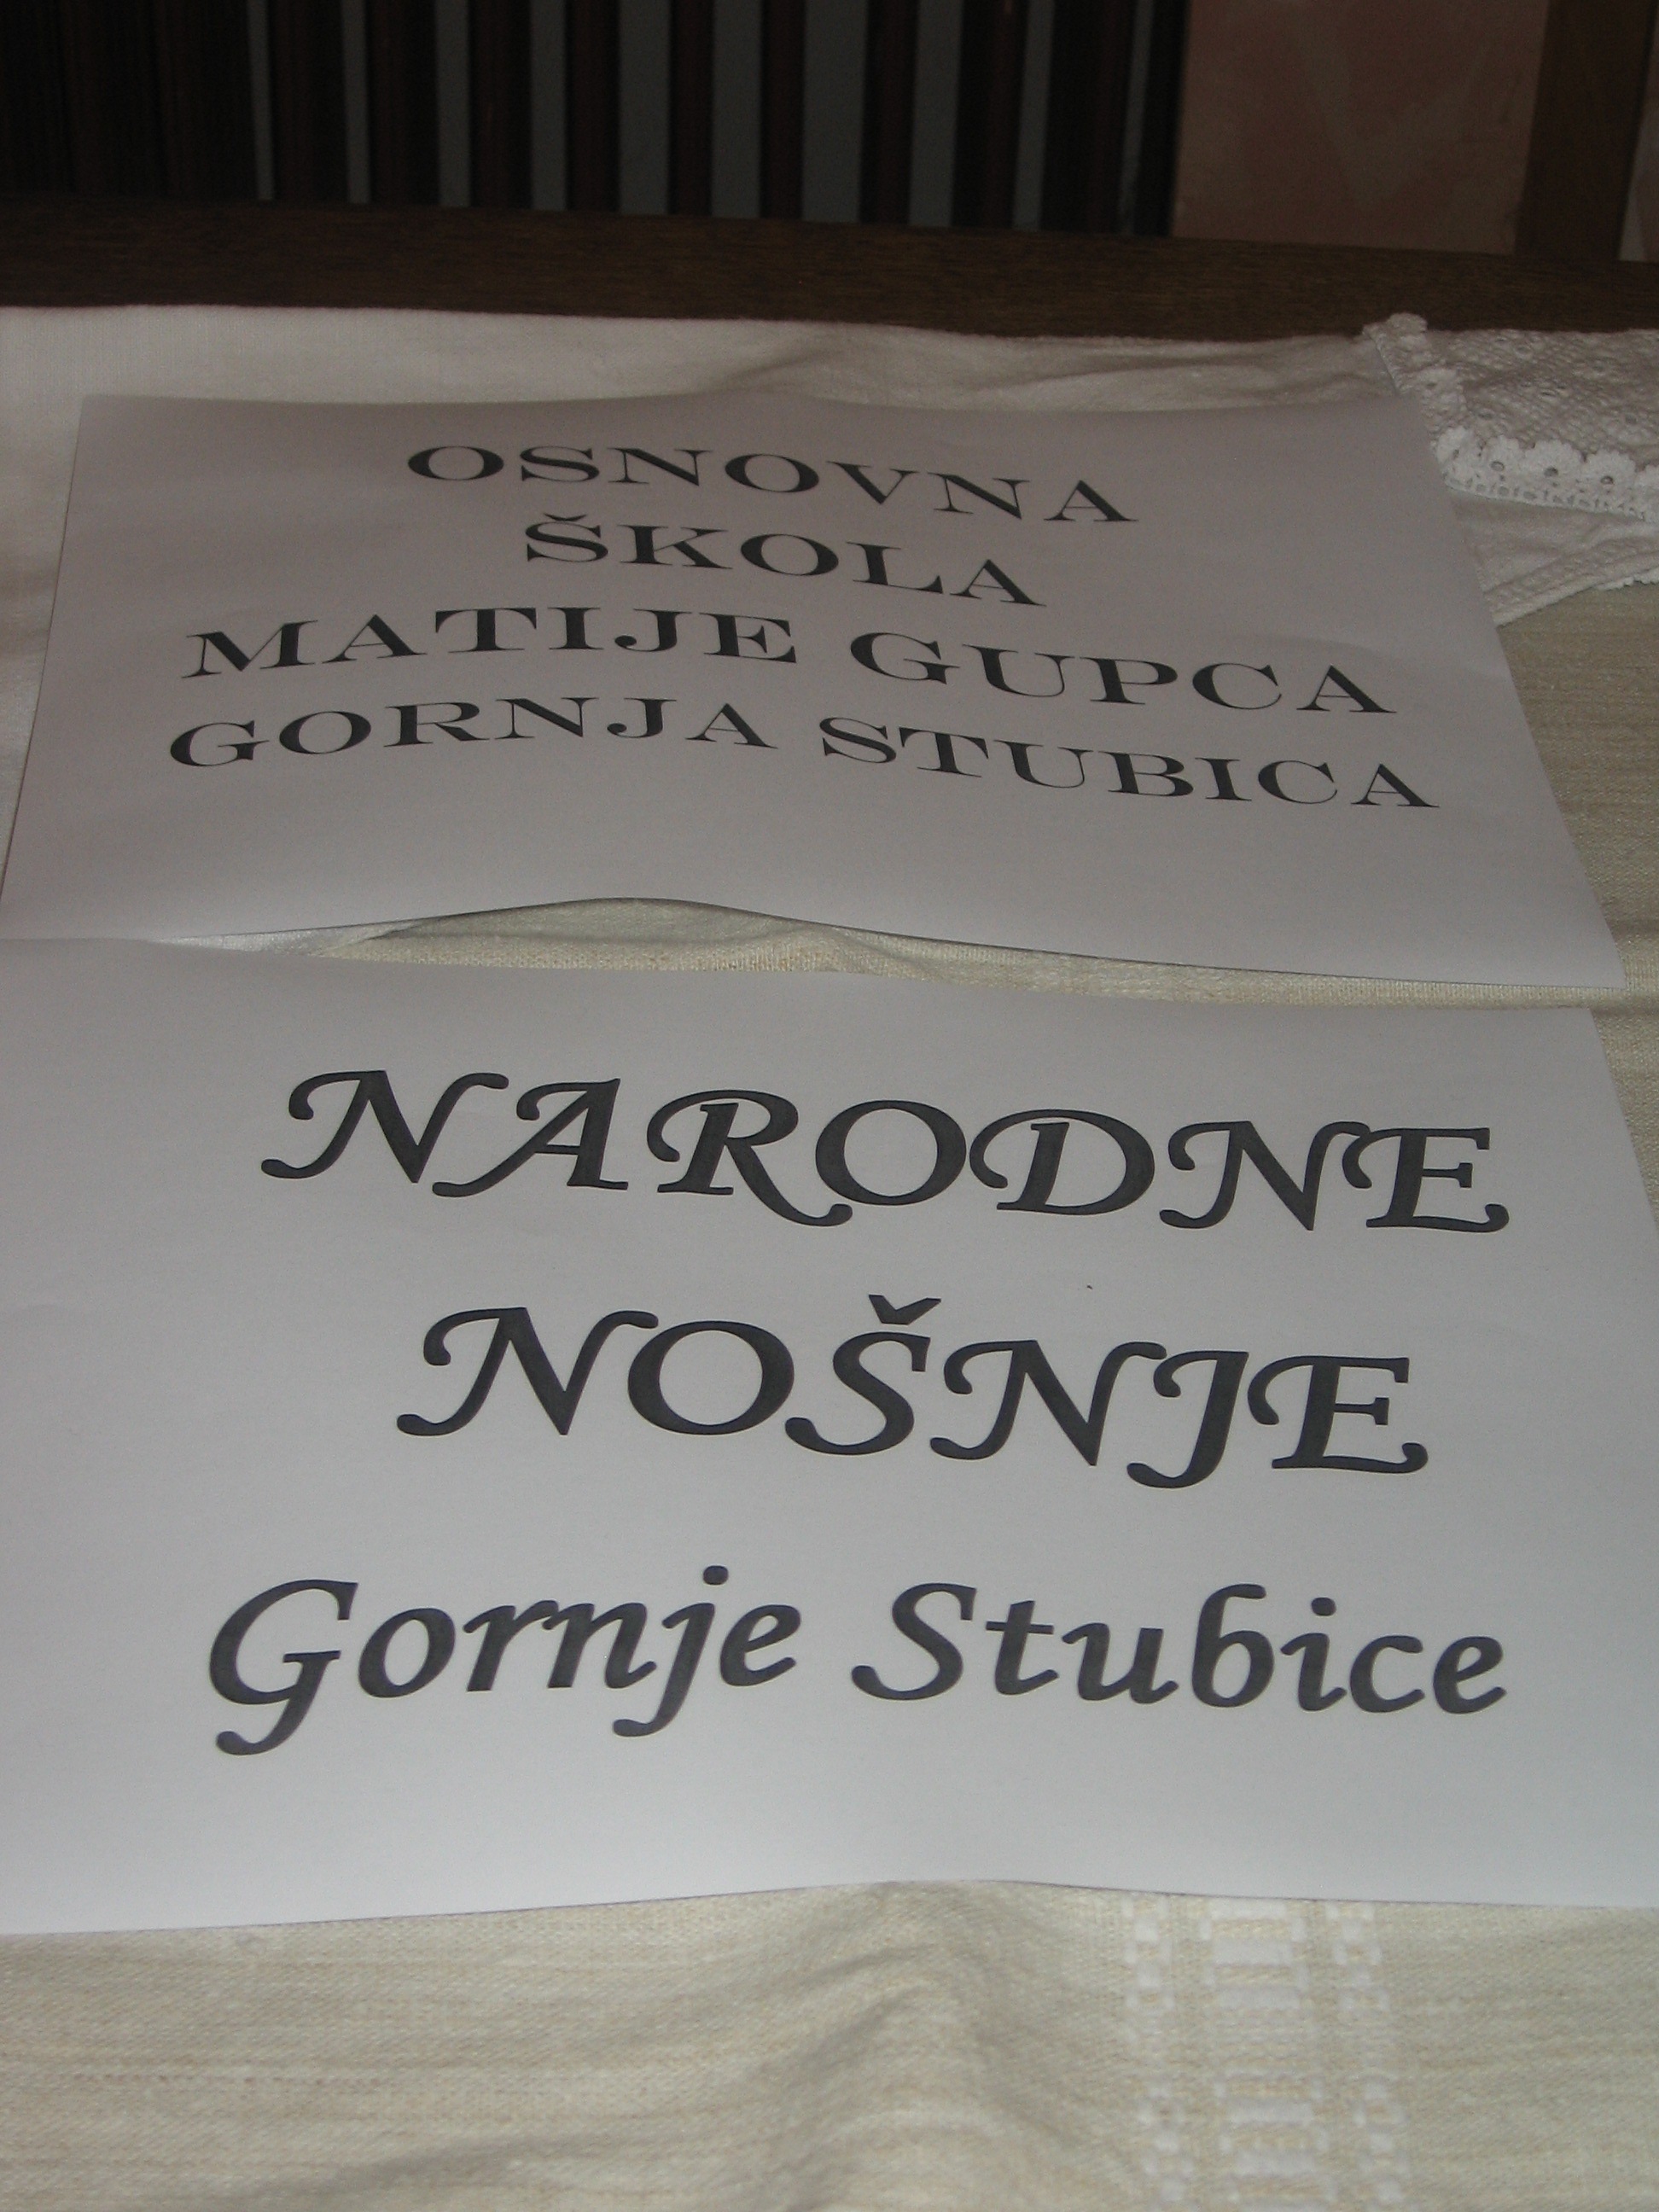 OSNOVNA
ŠKOLA
MATIJE GUPCA
GORNJA STUBICA
NARODNE
NOŠNJE
Gornje Stubice